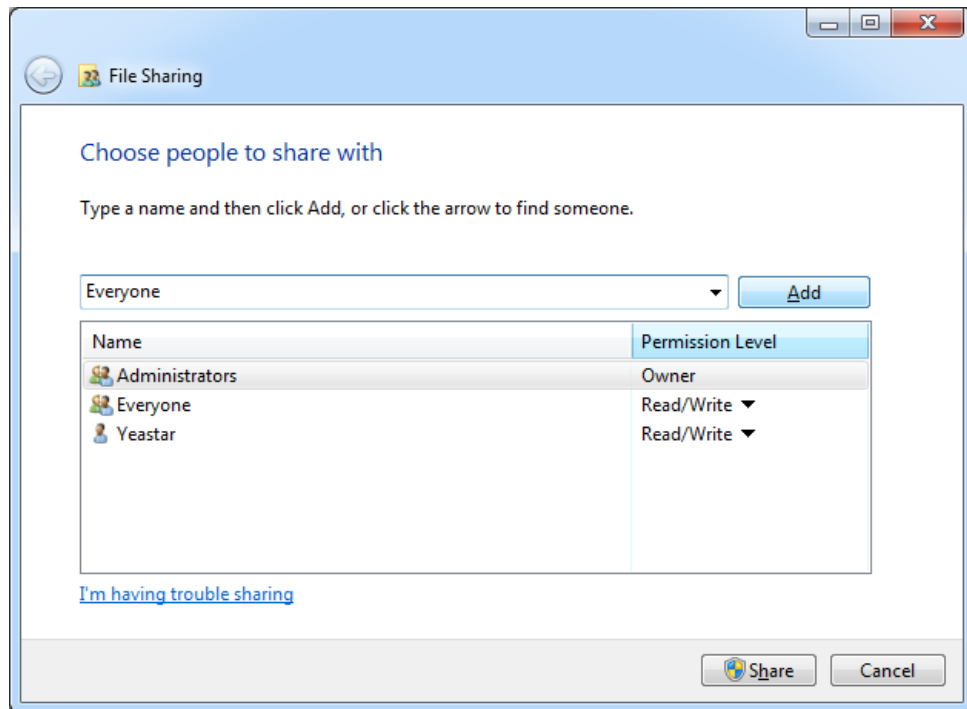 File Sharing
Choose people to share with
Type a name and then click Add, or click the arrow to find someone.
Everyone
Add
Name Permission Level
Administrators Owner
Everyone Read/Write
Yeastar Read/Write
I'm having trouble sharing
Share Cancel